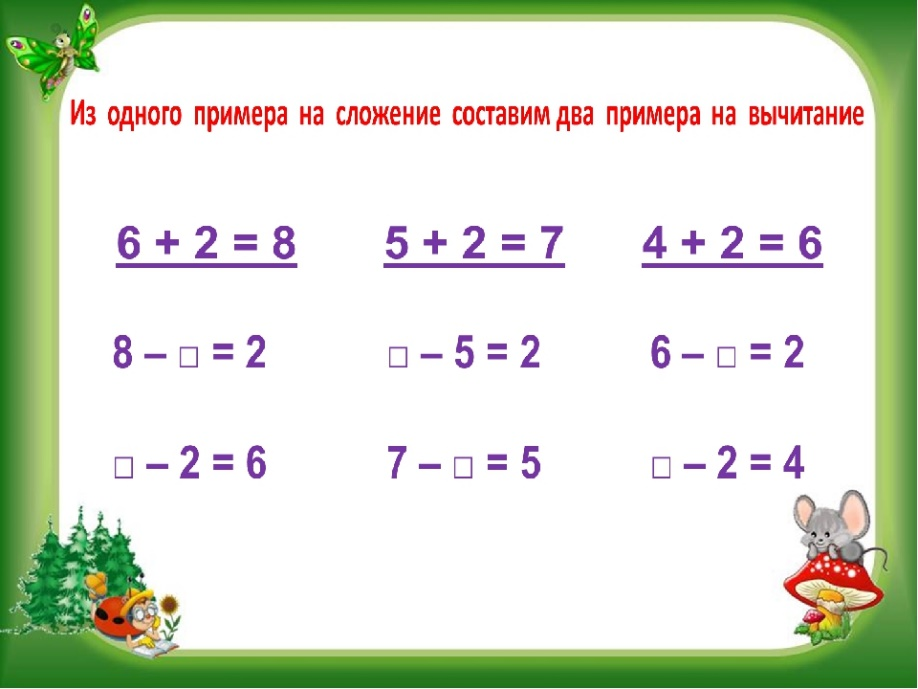 Из одного примера на сложение составим два примера на вычитание
6 + 2 = 8 5 + 2 = 7 4 + 2 = 6
8 – □ = 2 □ – 5 = 2 6 – □ = 2
□ – 2 = 6 7 – □ = 5 □ – 2 = 4